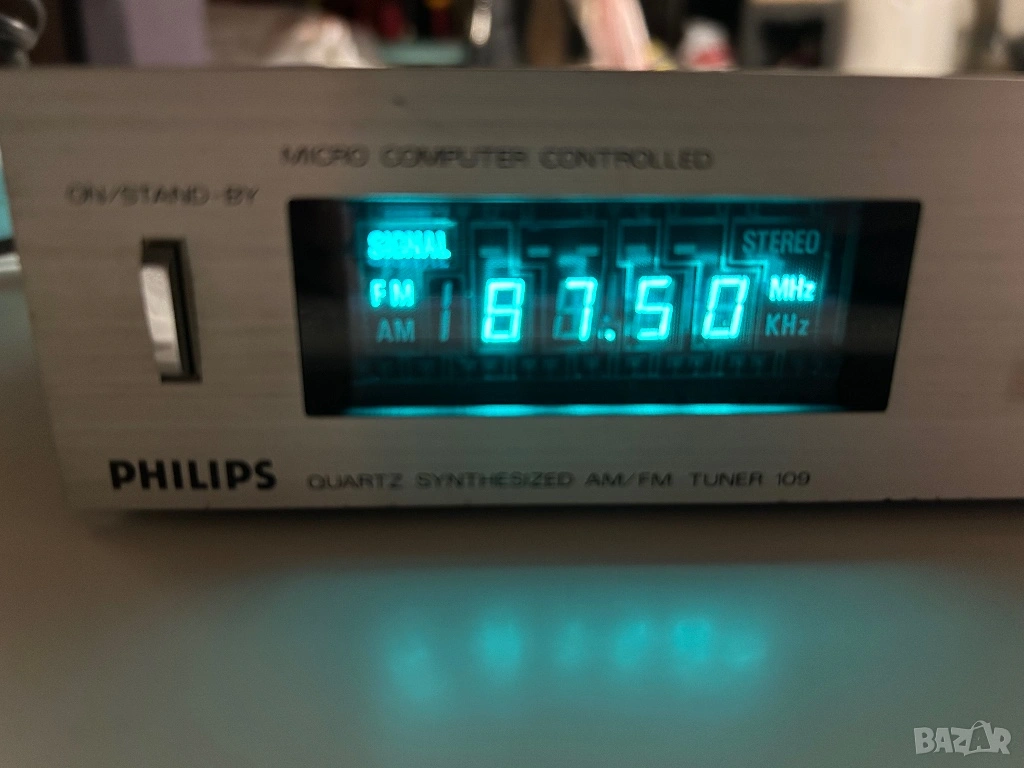 MICRO COMPUTER CONTROLLED
ON/STAND-BY
SIGNAL STEREO
FM 87.50 MHz
AM KHz
PHILIPS QUARTZ SYNTHESIZED AM/FM TUNER 109
BAZAR